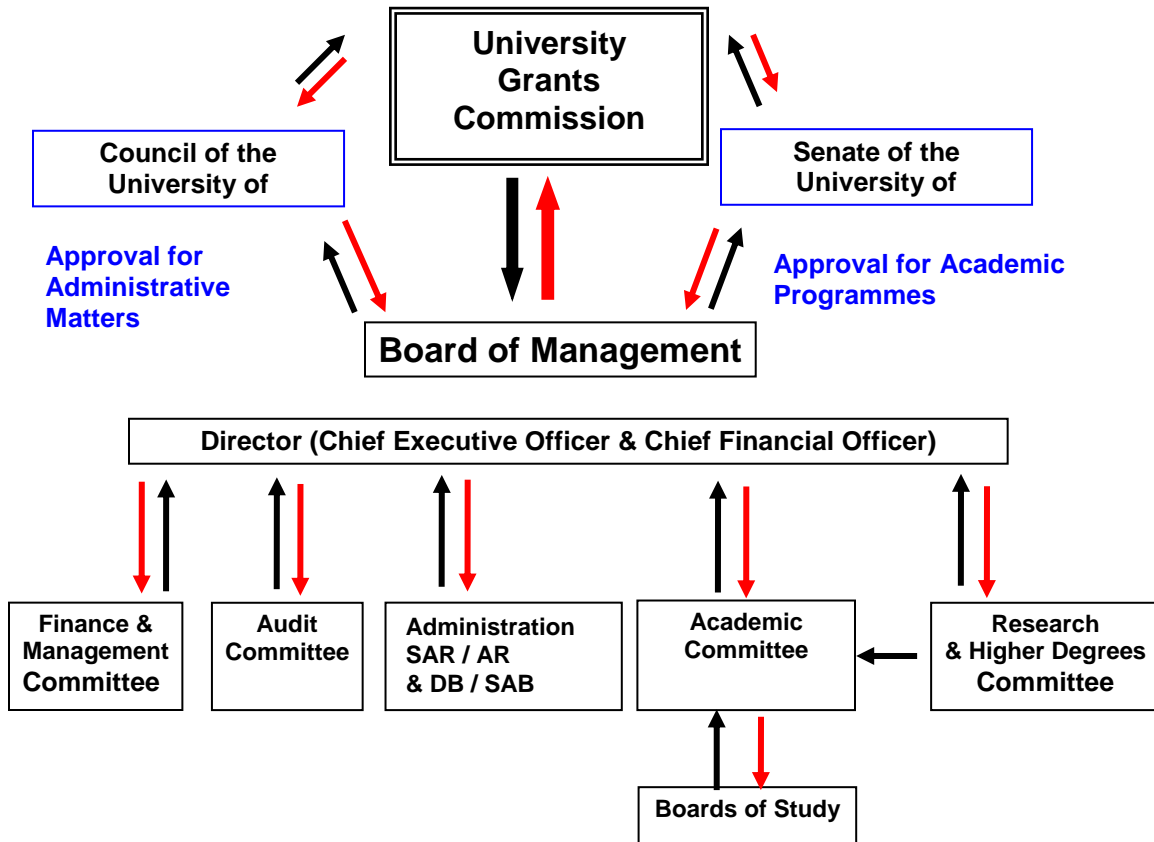 University
Grants
Commission
Council of the
University of
Senate of the
University of
Approval for
Administrative
Matters
Approval for Academic
Programmes
Board of Management
Director (Chief Executive Officer & Chief Financial Officer)
Finance &
Management
Committee
Audit
Committee
Administration
SAR / AR
& DB / SAB
Academic
Committee
Research
& Higher Degrees
Committee
Boards of Study